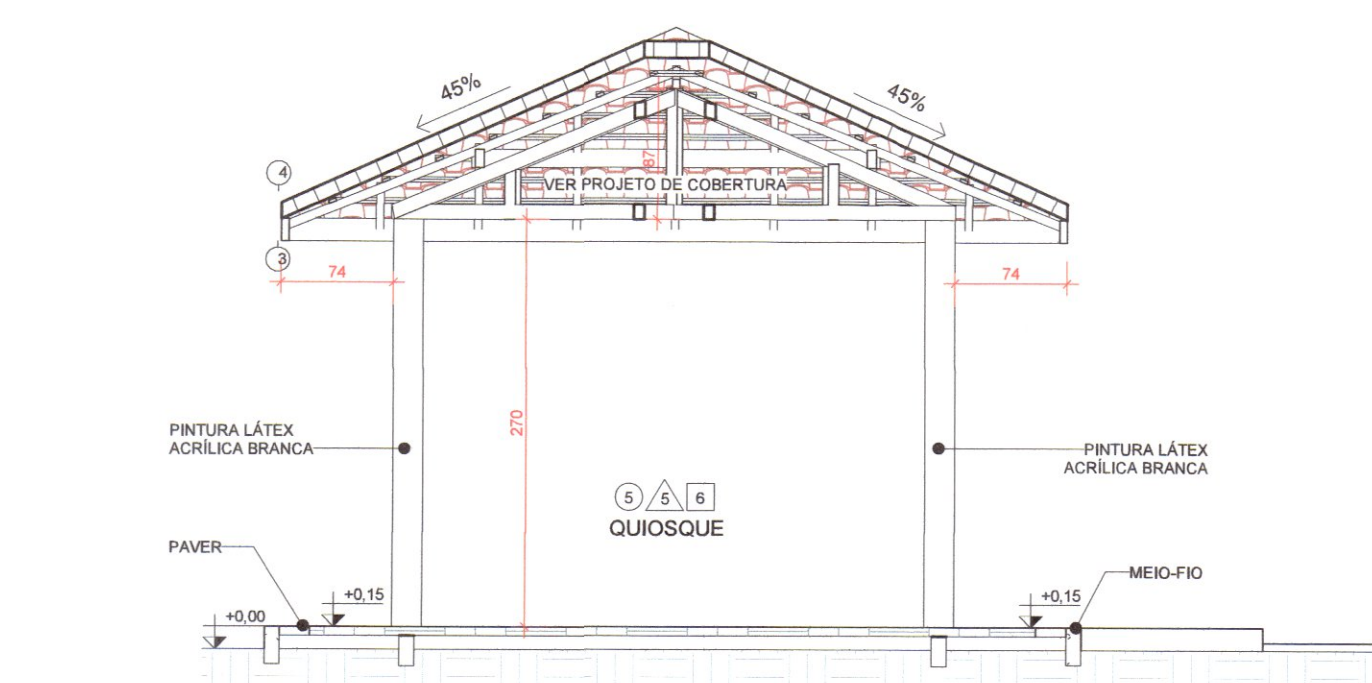 45%
45%
4
87
VER PROJETO DE COBERTURA
3
74
74
270
PINTURA LÁTEX
ACRÍLICA BRANCA
PINTURA LÁTEX
ACRÍLICA BRANCA
5 5 6
QUIOSQUE
PAVER
MEIO-FIO
+0,15
+0,15
+0,00